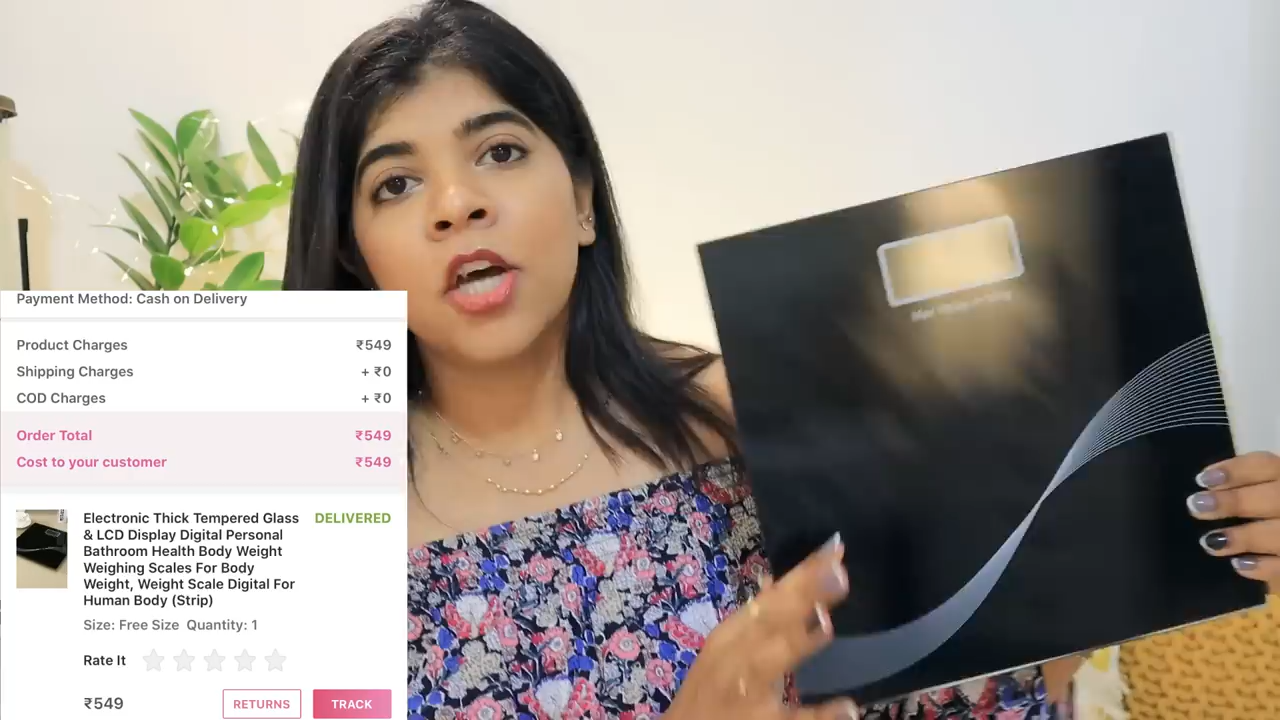 Payment Method: Cash on Delivery
Product Charges ₹549
Shipping Charges + ₹0
COD Charges + ₹0
Order Total ₹549
Cost to your customer ₹549
Electronic Thick Tempered Glass
& LCD Display Digital Personal
Bathroom Health Body Weight
Weighing Scales For Body
Weight, Weight Scale Digital For
Human Body (Strip)
DELIVERED
Size: Free Size Quantity: 1
Rate It
₹549
RETURNS
TRACK